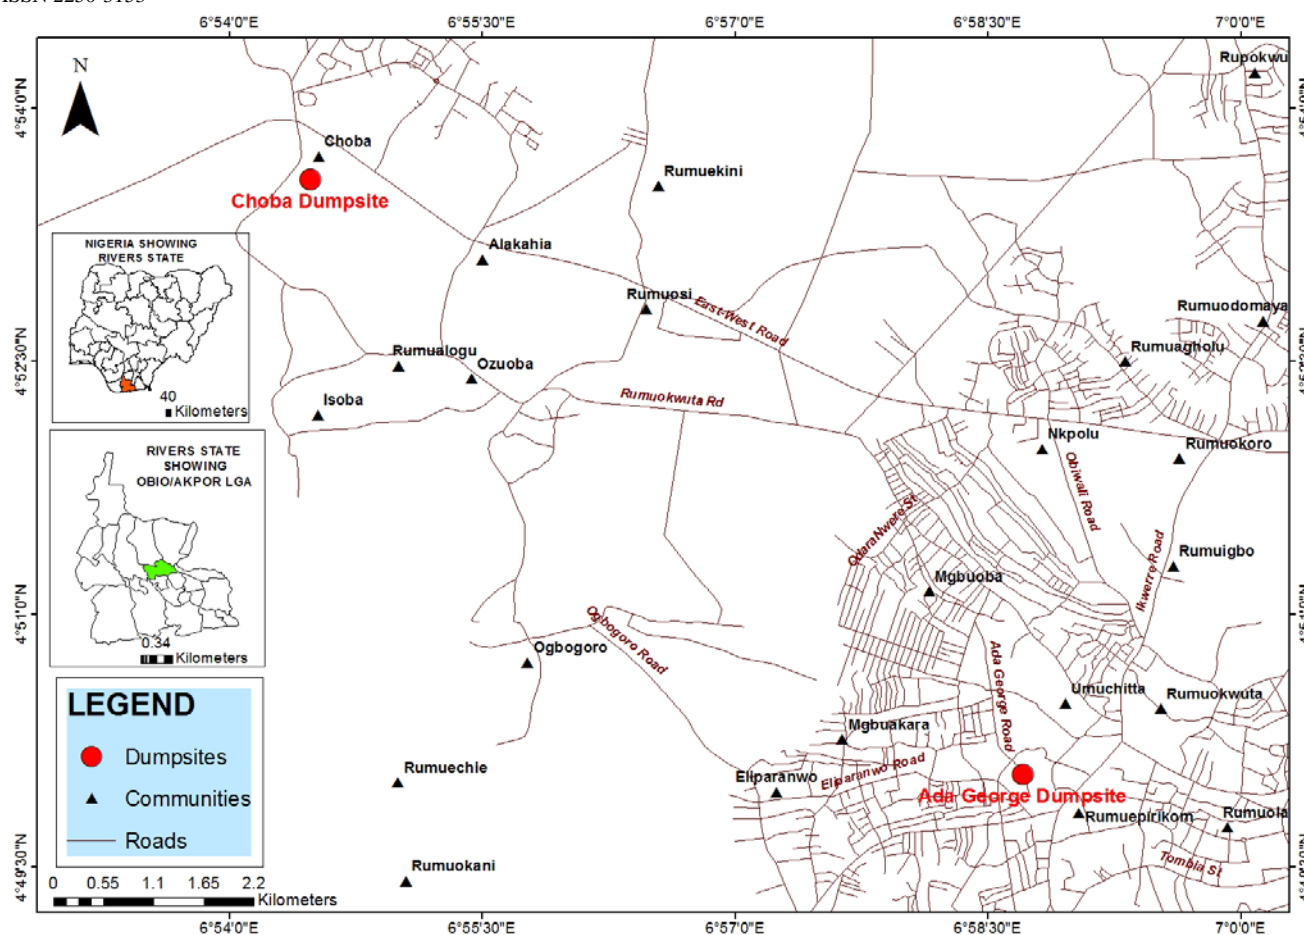 6°54'0"E 6°55'30"E 6°57'0"E 6°58'30"E 7°0'0"E
4°54'0"N
4°52'30"N
4°51'0"N
4°49'30"N
N
Rupokwu
Choba
Choba Dumpsite
Rumuekini
Alakahia
Rumuosi
East-West Road
Rumuodomaya
Rumuagholu
Rumualogu
Ozuoba
Isoba
Rumuokwuta Rd
Nkpolu
Rumuokoro
Obiwali Road
OdaraNwere St
Rumuigbo
Ikwerre Road
Mgbuoba
Ogbogoro
Ogbogoro Road
Ada George Road
Umuchitta
Rumuokwuta
Mgbuakara
Eliparanwo
Eliparanwo Road
Ada George Dumpsite
Rumuepirikom
Rumuola
Tombia St
Rumuechie
Rumuokani
NIGERIA SHOWING
RIVERS STATE
40
Kilometers
RIVERS STATE
SHOWING
OBIO/AKPOR LGA
0.34
Kilometers
LEGEND
Dumpsites
Communities
Roads
0 0.55 1.1 1.65 2.2
Kilometers
6°54'0"E 6°55'30"E 6°57'0"E 6°58'30"E 7°0'0"E